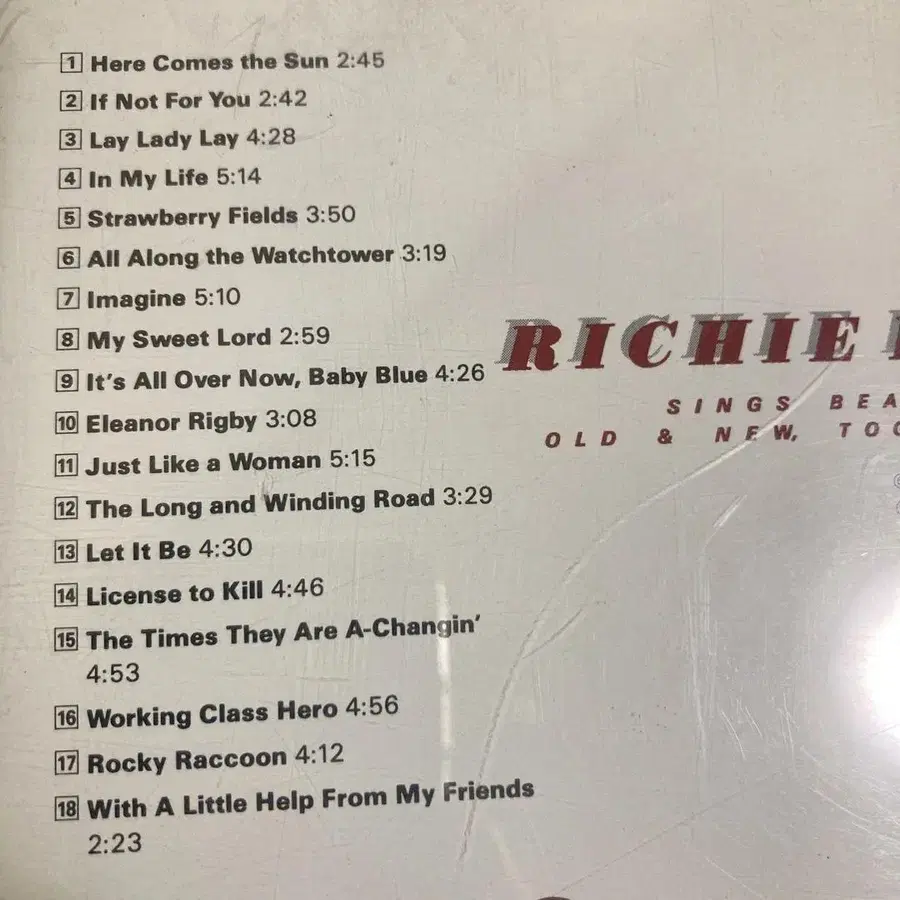 1 Here Comes the Sun 2:45
2 If Not For You 2:42
3 Lay Lady Lay 4:28
4 In My Life 5:14
5 Strawberry Fields 3:50
6 All Along the Watchtower 3:19
7 Imagine 5:10
8 My Sweet Lord 2:59
9 It's All Over Now, Baby Blue 4:26
10 Eleanor Rigby 3:08
11 Just Like a Woman 5:15
12 The Long and Winding Road 3:29
13 Let It Be 4:30
14 License to Kill 4:46
15 The Times They Are A-Changin'
4:53
16 Working Class Hero 4:56
17 Rocky Raccoon 4:12
18 With A Little Help From My Friends
2:23
RICHIE
SINGS BEA
OLD & NEW, TOO